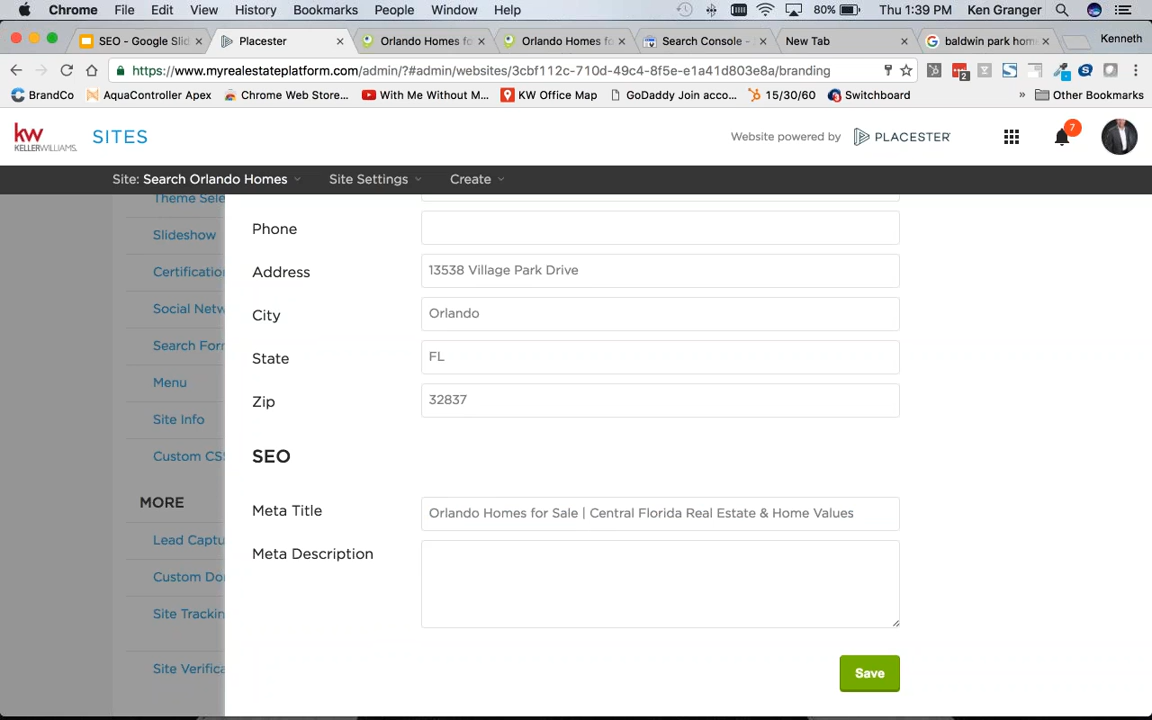 Chrome File Edit View History Bookmarks People Window Help 80% Thu 1:39 PM Ken Granger
SEO - Google Slid × Placester × Orlando Homes fo × Orlando Homes fo × Search Console - × New Tab × baldwin park hom × Kenneth
https://www.myrealestateplatform.com/admin/?#admin/websites/3cbf112c-710d-49c4-8f5e-e1a41d803e8a/branding 2
BrandCo AquaController Apex Chrome Web Store... With Me Without M... KW Office Map GoDaddy Join acco... 15/30/60 Switchboard » Other Bookmarks
kw KELLERWILLIAMS. SITES Website powered by PLACESTER 7
Site: Search Orlando Homes Site Settings Create
Theme Sele
Phone
Slideshow
Address 13538 Village Park Drive
Certificatio
City Orlando
Social Netw
State FL
Search Forr
Menu
Zip 32837
Site Info
SEO
Custom CS
MORE
Meta Title Orlando Homes for Sale | Central Florida Real Estate & Home Values
Lead Captu
Meta Description
Custom Do
Site Trackin
Site Verifica
Save